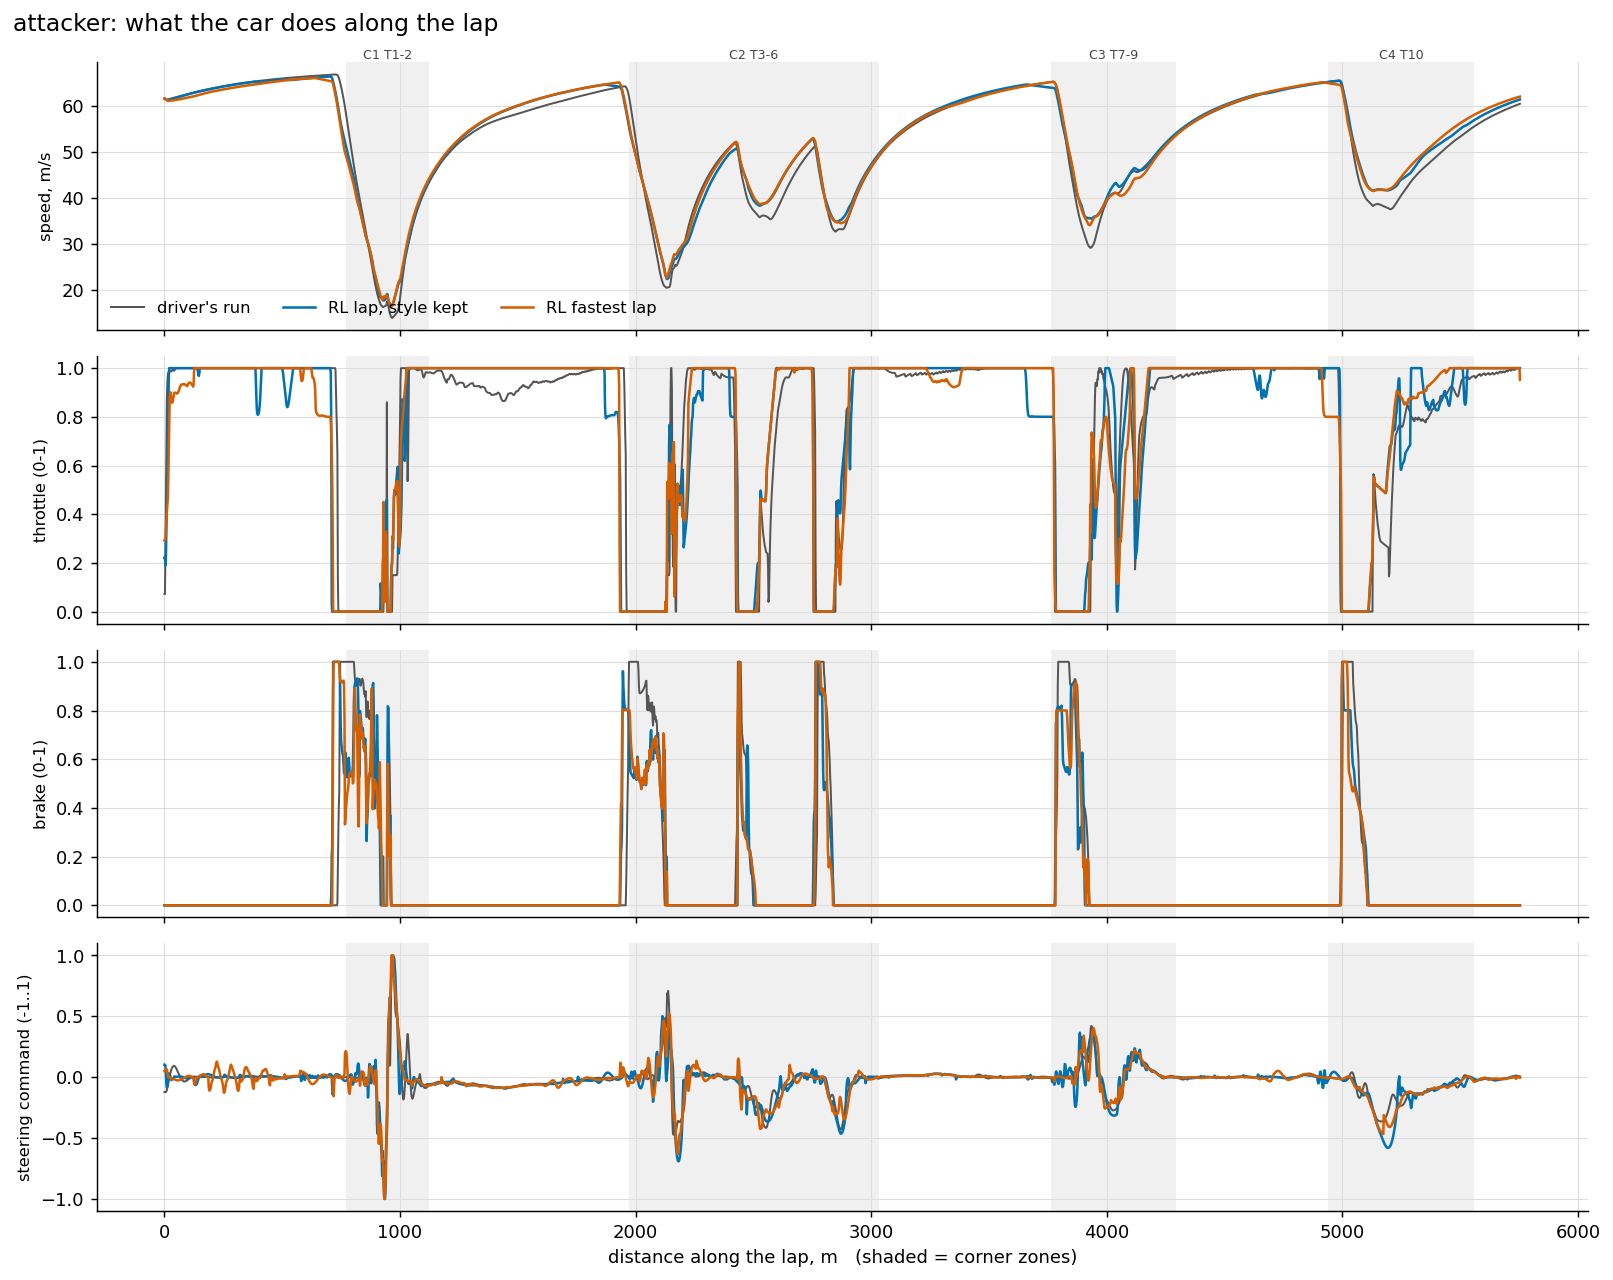 attacker: what the car does along the lap
C1 T1-2
C2 T3-6
C3 T7-9
C4 T10
speed, m/s
60
50
40
30
20
driver's run
RL lap, style kept
RL fastest lap
throttle (0-1)
1.0
0.8
0.6
0.4
0.2
0.0
brake (0-1)
1.0
0.8
0.6
0.4
0.2
0.0
steering command (-1..1)
1.0
0.5
0.0
−0.5
−1.0
0
1000
2000
3000
4000
5000
6000
distance along the lap, m   (shaded = corner zones)